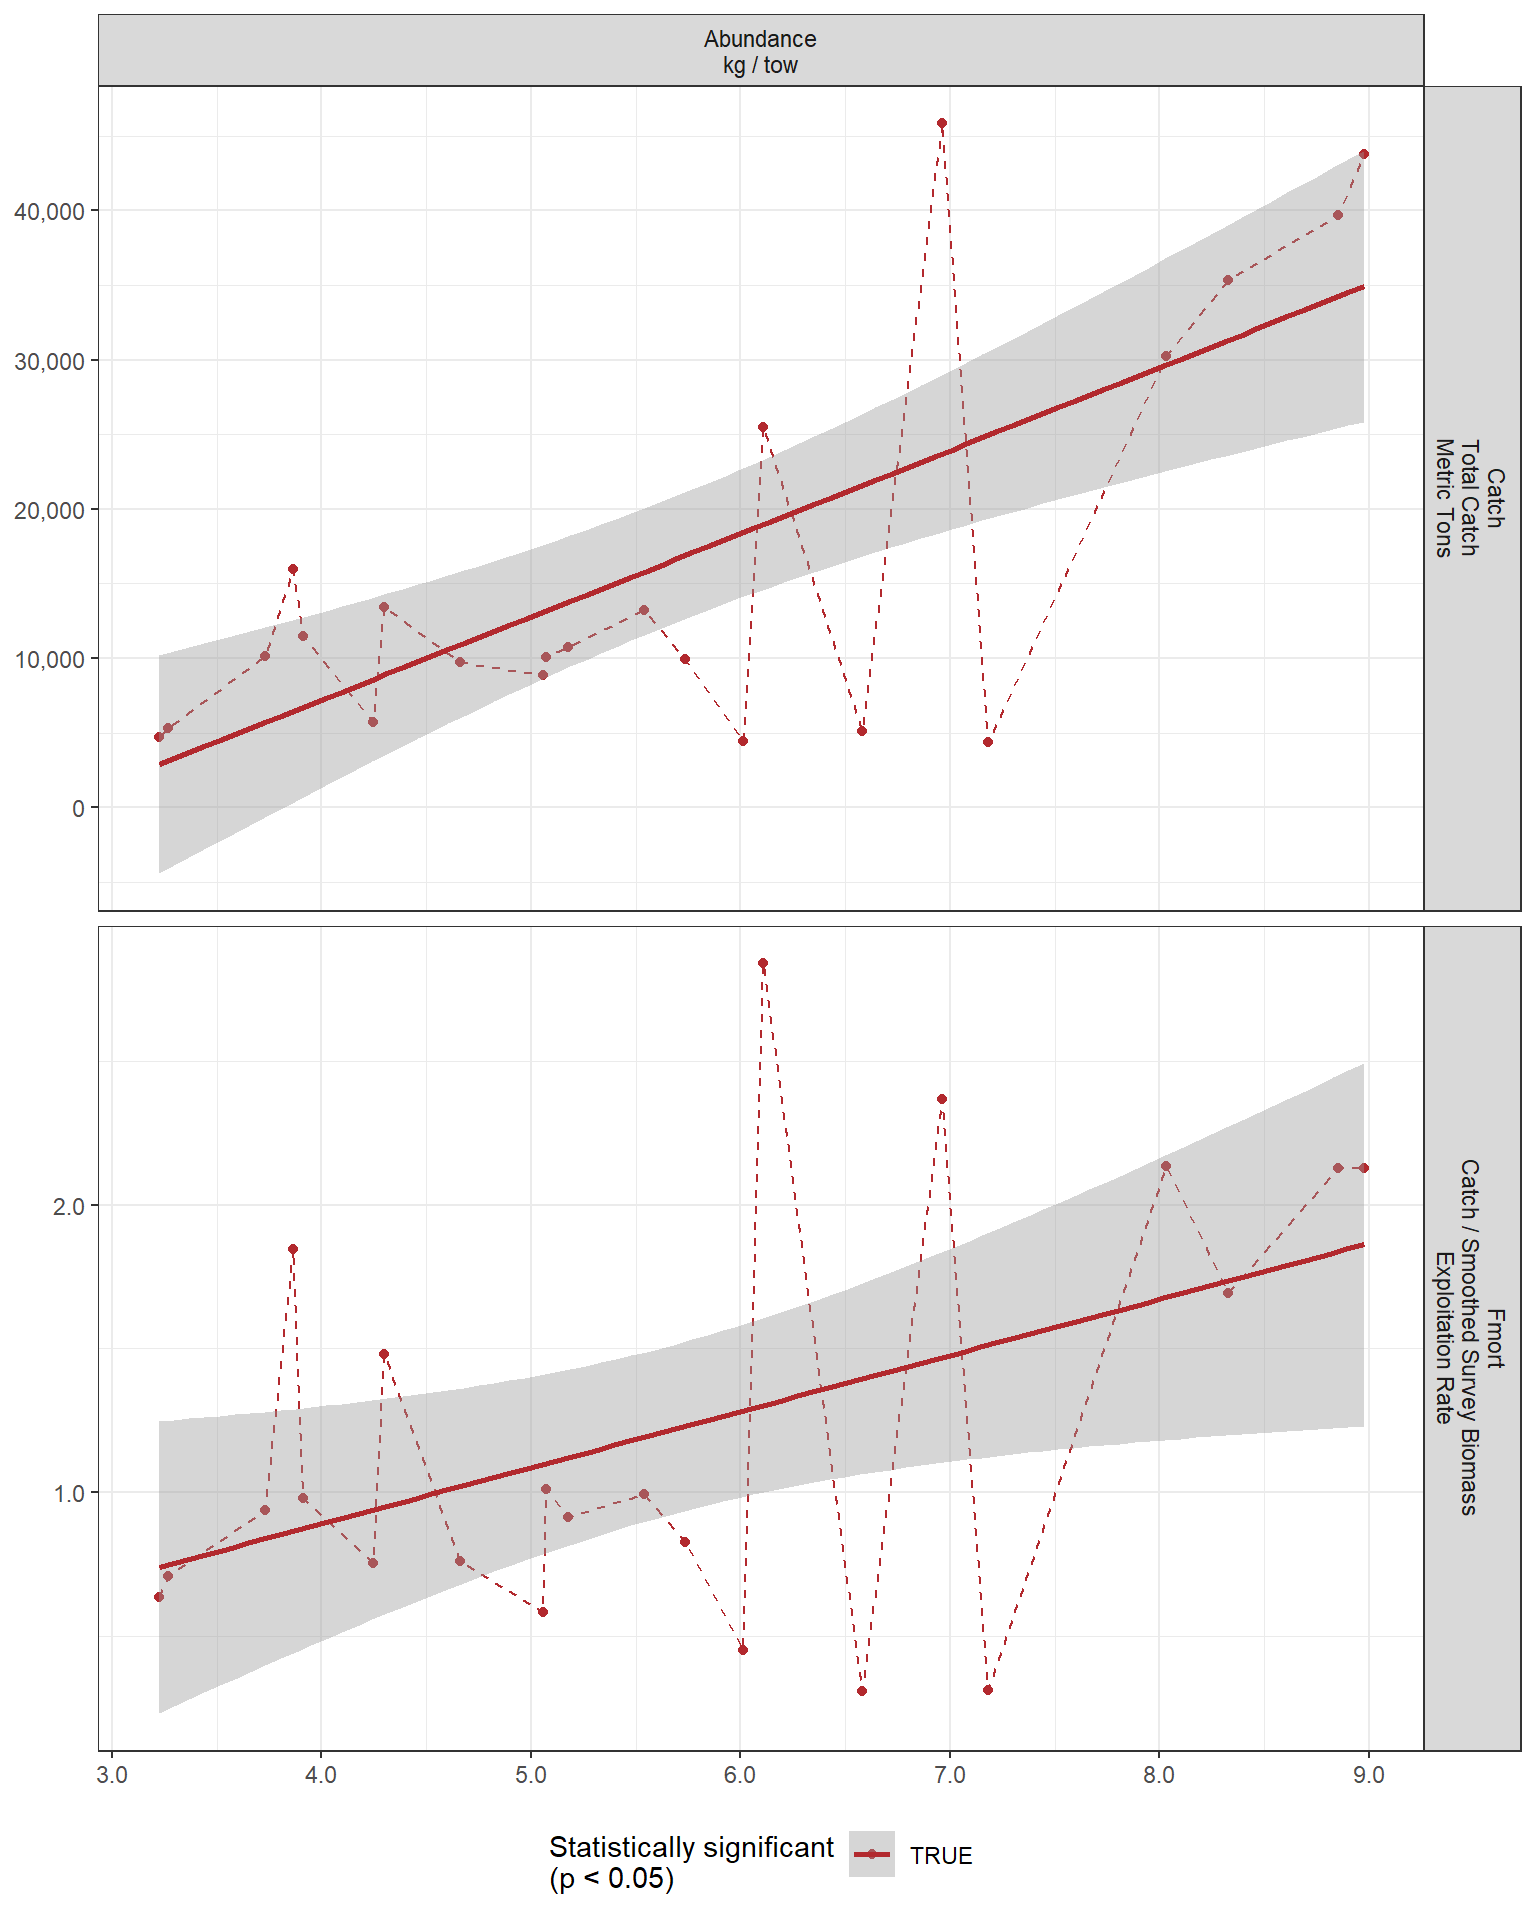 Abundance
kg / tow
40,000
30,000
20,000
10,000
0
Catch
Total Catch
Metric Tons
2.0
1.0
Fmort
Catch / Smoothed Survey Biomass
Exploitation Rate
3.0 4.0 5.0 6.0 7.0 8.0 9.0
Statistically significant
(p < 0.05)
TRUE